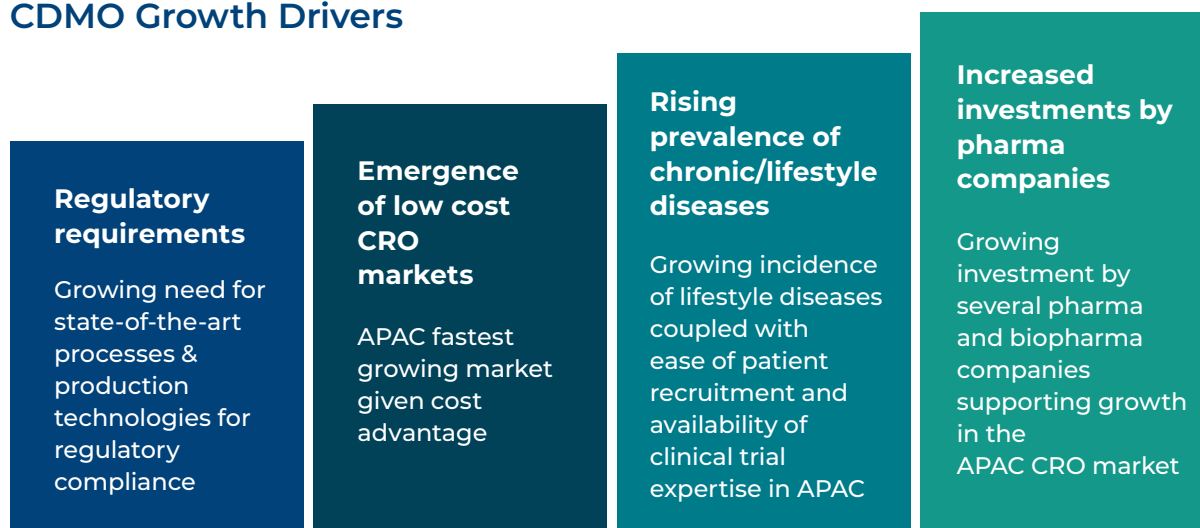 CDMO Growth Drivers
Regulatory
requirements
Growing need for
state-of-the-art
processes &
production
technologies for
regulatory
compliance
Emergence
of low cost
CRO
markets
APAC fastest
growing market
given cost
advantage
Rising
prevalence of
chronic/lifestyle
diseases
Growing incidence
of lifestyle diseases
coupled with
ease of patient
recruitment and
availability of
clinical trial
expertise in APAC
Increased
investments by
pharma
companies
Growing
investment by
several pharma
and biopharma
companies
supporting growth
in the
APAC CRO market